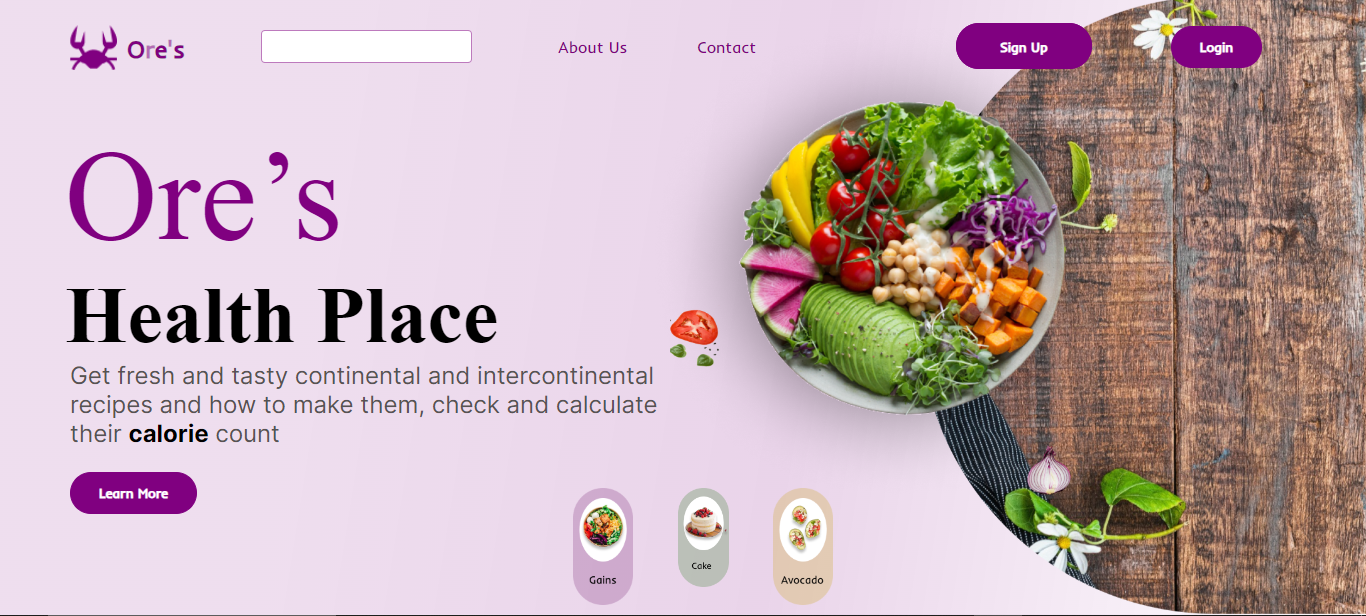 Ore's
About Us
Contact
Sign Up
Login
Ore’s
Health Place
Get fresh and tasty continental and intercontinental
recipes and how to make them, check and calculate
their calorie count
Learn More
Gains
Cake
Avocado